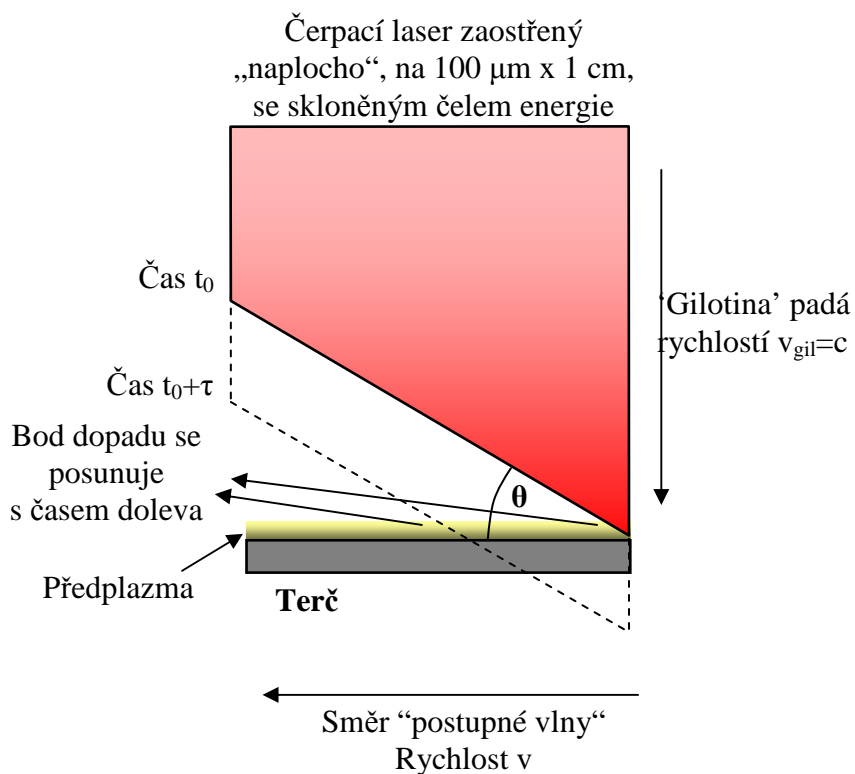 Čerpací laser zaostřený
„naplocho“, na 100 μm x 1 cm,
se skloněným čelem energie
Čas t₀
‘Gilotina’ padá
rychlostí vgil=c
Čas t₀+τ
Bod dopadu se
posunuje
s časem doleva
θ
Předplazma
Terč
Směr “postupné vlny“
Rychlost v